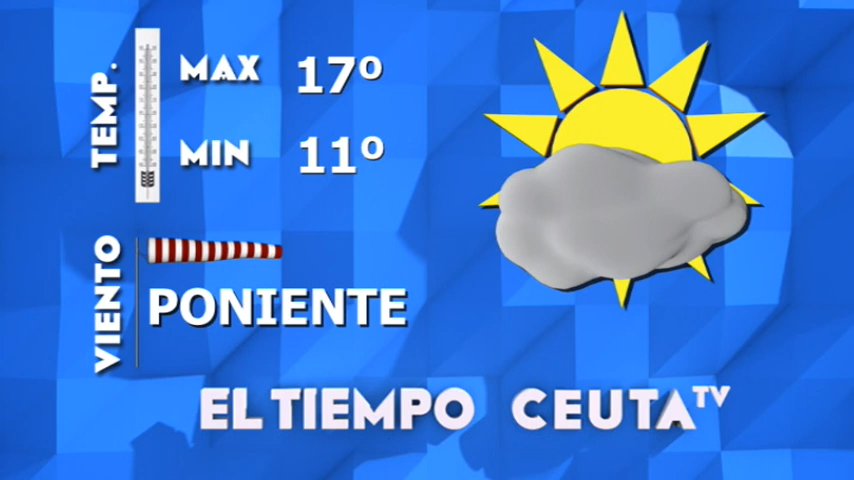 TEMP.
MAX 17º
MIN 11º
VIENTO
PONIENTE
EL TIEMPO CEUTA TV